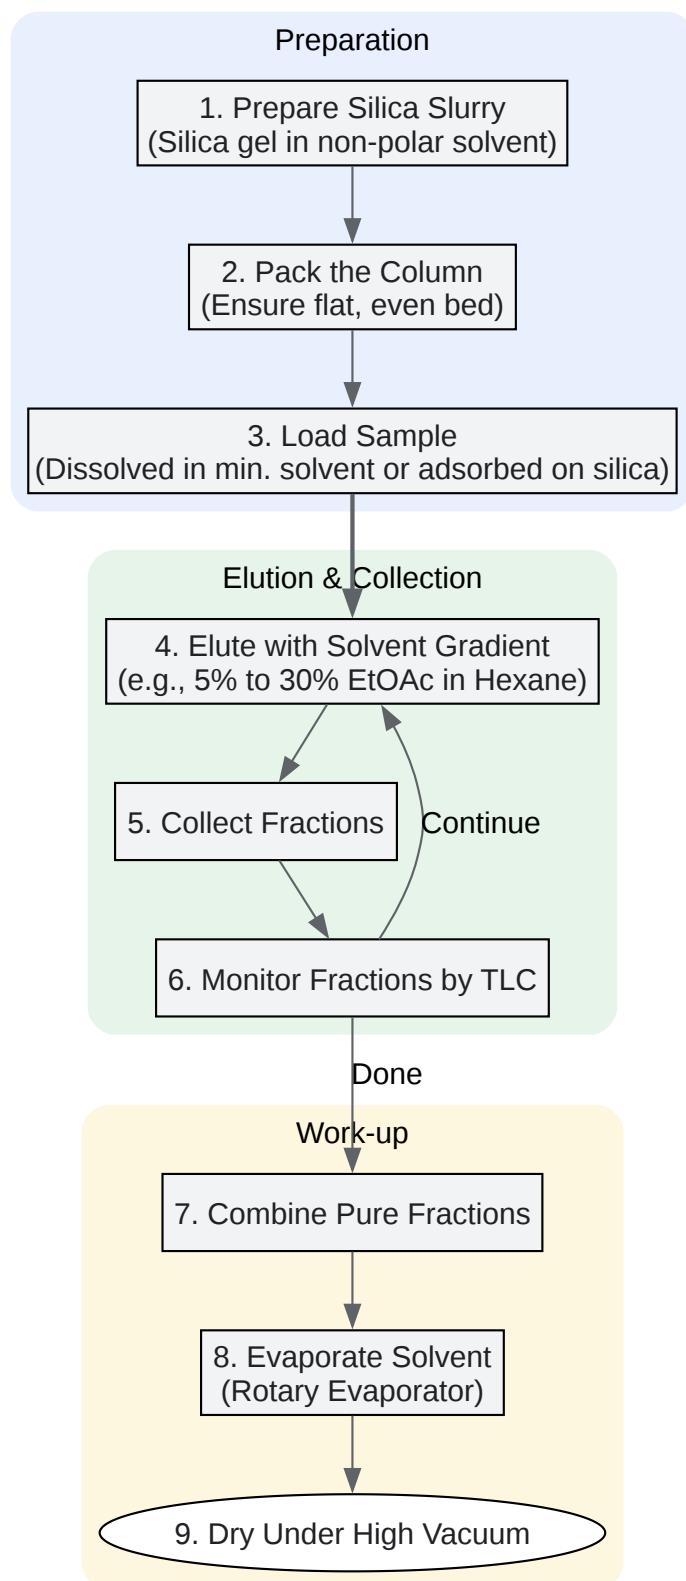 Preparation
1. Prepare Silica Slurry
(Silica gel in non-polar solvent)
2. Pack the Column
(Ensure flat, even bed)
3. Load Sample
(Dissolved in min. solvent or adsorbed on silica)
Elution & Collection
4. Elute with Solvent Gradient
(e.g., 5% to 30% EtOAc in Hexane)
5. Collect Fractions
Continue
6. Monitor Fractions by TLC
Done
Work-up
7. Combine Pure Fractions
8. Evaporate Solvent
(Rotary Evaporator)
9. Dry Under High Vacuum